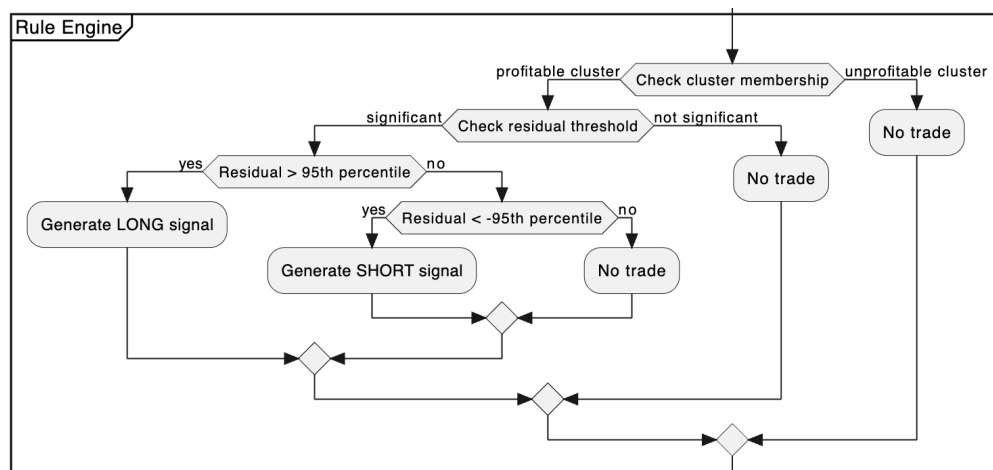 Rule Engine
profitable cluster
Check cluster membership
unprofitable cluster
significant
Check residual threshold
not significant
No trade
yes
Residual > 95th percentile
no
No trade
Generate LONG signal
yes
Residual < -95th percentile
no
Generate SHORT signal
No trade